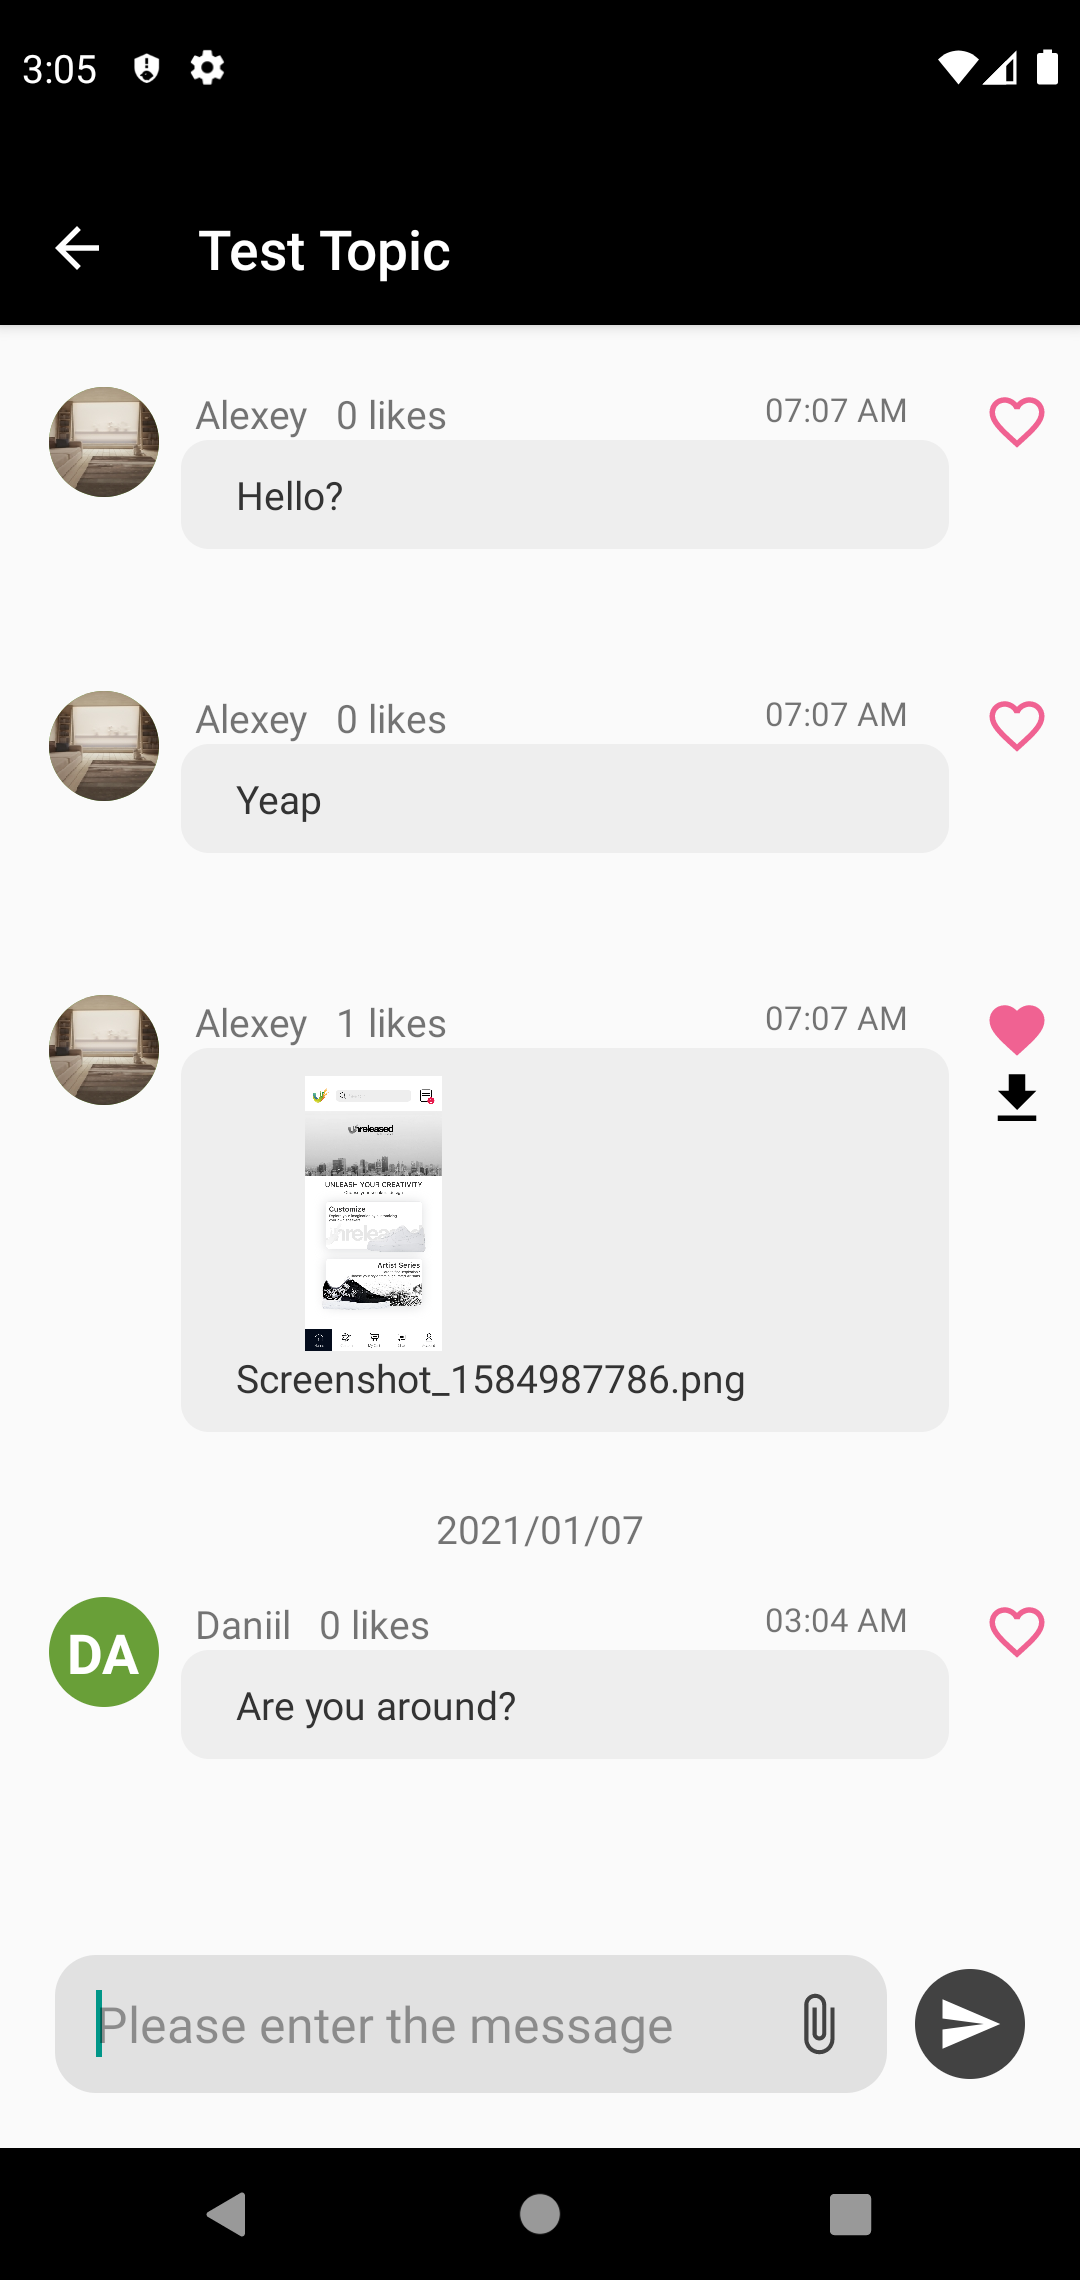 3:05
Test Topic
Alexey 0 likes 07:07 AM
Hello?
Alexey 0 likes 07:07 AM
Yeap
Alexey 1 likes 07:07 AM
unreleased
UNLEASH YOUR CREATIVITY
Customize
unreleased
Artist Series
Screenshot_1584987786.png
2021/01/07
DA
Daniil 0 likes 03:04 AM
Are you around?
Please enter the message